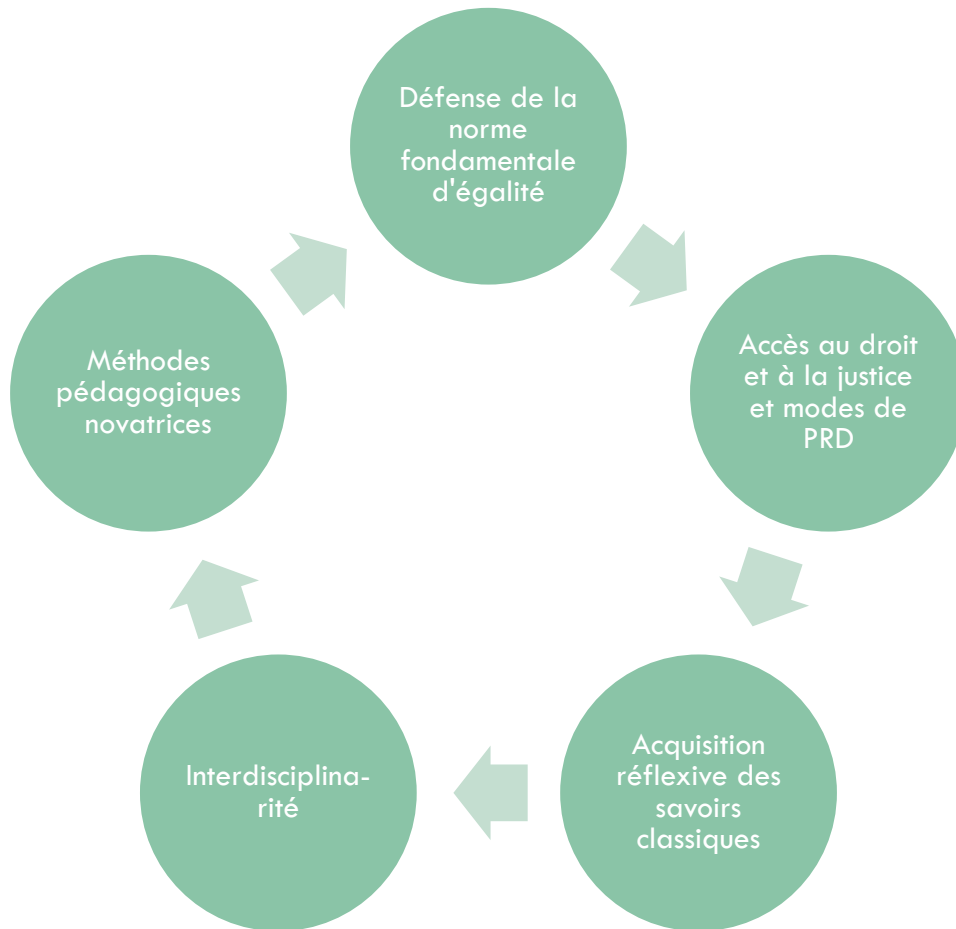 Défense de la
norme
fondamentale
d'égalité
Accès au droit
et à la justice
et modes de
PRD
Acquisition
réflexive des
savoirs
classiques
Interdisciplina-
rité
Méthodes
pédagogiques
novatrices